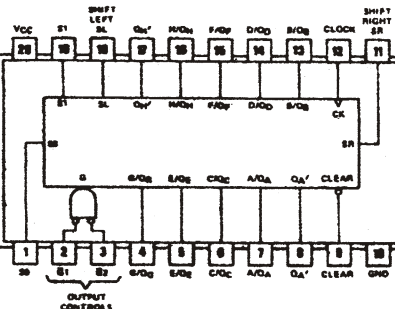 SHIFT LEFT SHIFT RIGHT
VCC S1 SL QH' H/QH F/QF D/QD B/QB CLOCK SR
20 19 18 17 16 15 14 13 12 11
S1 SL QH' H/QH F/QF D/QD B/QB CK
S0 SR
G G/QG E/QE C/QC A/QA QA' CLEAR
1 2 3 4 5 6 7 8 9 10
S0 G1 G2 G/QG E/QE C/QC A/QA QA' CLEAR GND
OUTPUT
CONTROLS